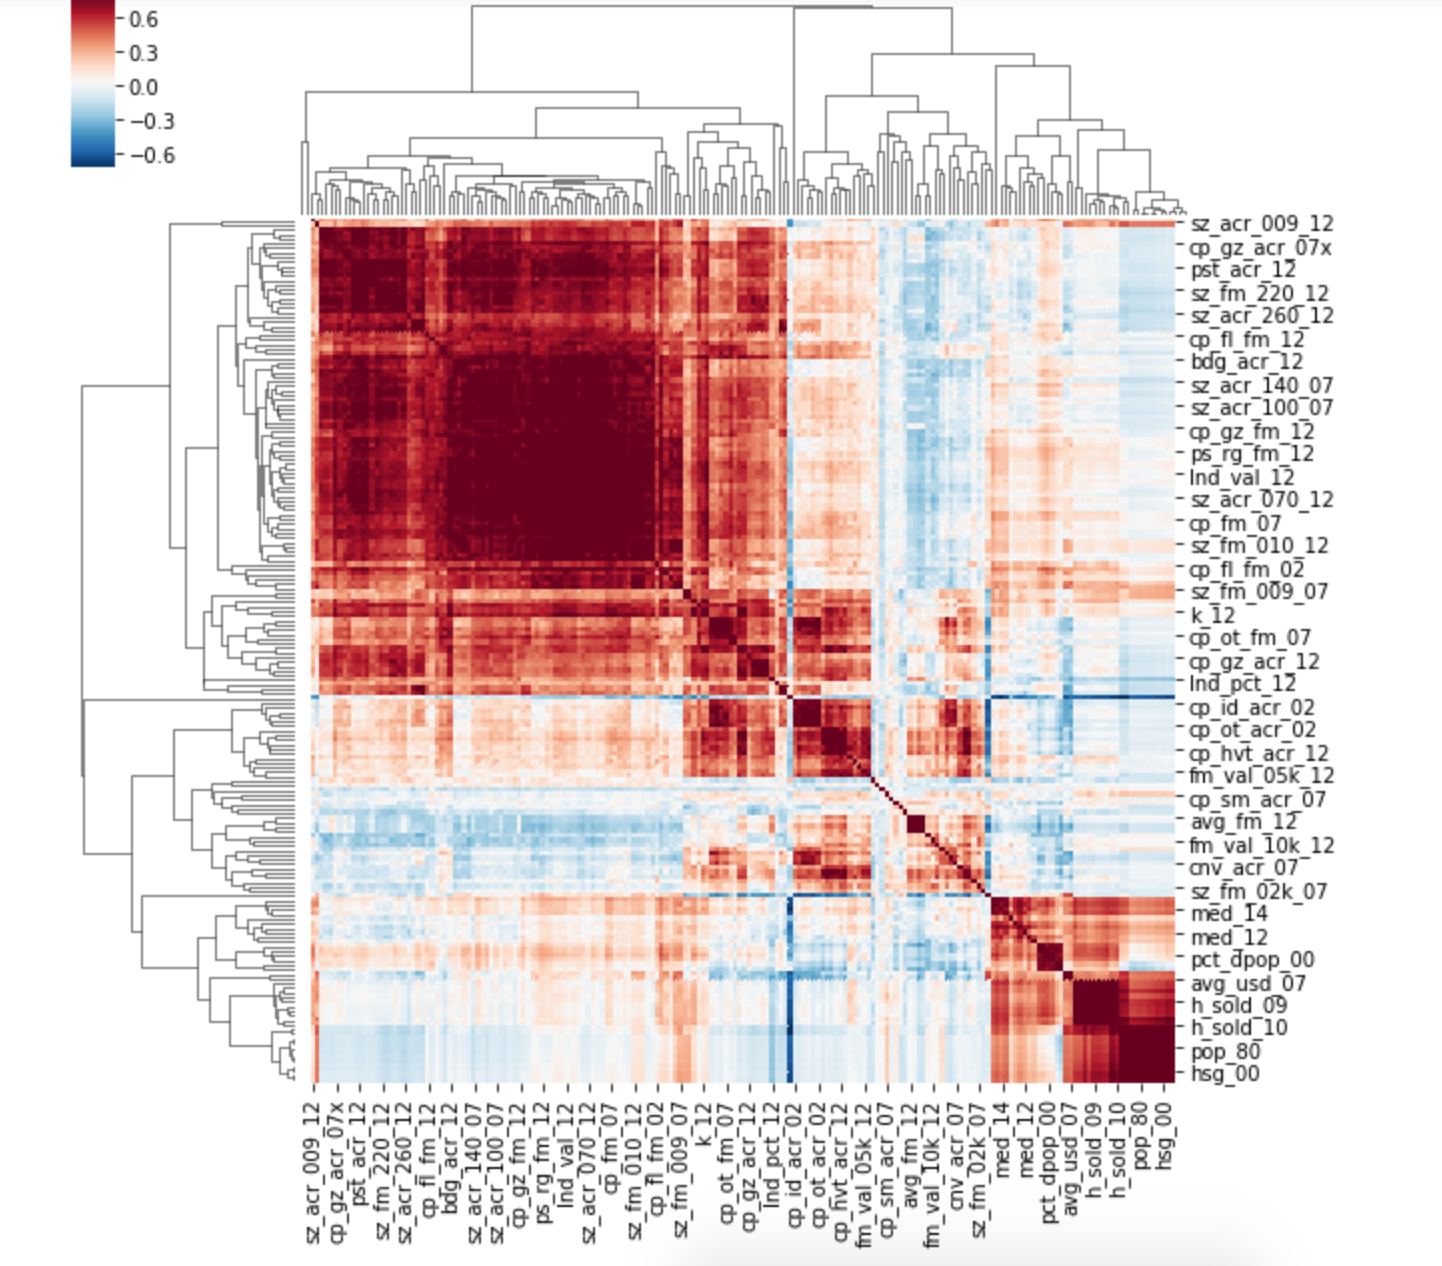 0.6
0.3
0.0
−0.3
−0.6
sz_acr_009_12
cp_gz_acr_07x
pst_acr_12
sz_fm_220_12
sz_acr_260_12
cp_fl_fm_12
bdg_acr_12
sz_acr_140_07
sz_acr_100_07
cp_gz_fm_12
ps_rg_fm_12
lnd_val_12
sz_acr_070_12
cp_fm_07
sz_fm_010_12
cp_fl_fm_02
sz_fm_009_07
k_12
cp_ot_fm_07
cp_gz_acr_12
lnd_pct_12
cp_id_acr_02
cp_ot_acr_02
cp_hvt_acr_12
fm_val_05k_12
cp_sm_acr_07
avg_fm_12
fm_val_10k_12
cnv_acr_07
sz_fm_02k_07
med_14
med_12
pct_dpop_00
avg_usd_07
h_sold_09
h_sold_10
pop_80
hsg_00
sz_acr_009_12
cp_gz_acr_07x
pst_acr_12
sz_fm_220_12
sz_acr_260_12
cp_fl_fm_12
bdg_acr_12
sz_acr_140_07
sz_acr_100_07
cp_gz_fm_12
ps_rg_fm_12
lnd_val_12
sz_acr_070_12
cp_fm_07
sz_fm_010_12
cp_fl_fm_02
sz_fm_009_07
k_12
cp_ot_fm_07
cp_gz_acr_12
lnd_pct_12
cp_id_acr_02
cp_ot_acr_02
cp_hvt_acr_12
fm_val_05k_12
cp_sm_acr_07
avg_fm_12
fm_val_10k_12
cnv_acr_07
sz_fm_02k_07
med_14
med_12
pct_dpop_00
avg_usd_07
h_sold_09
h_sold_10
pop_80
hsg_00